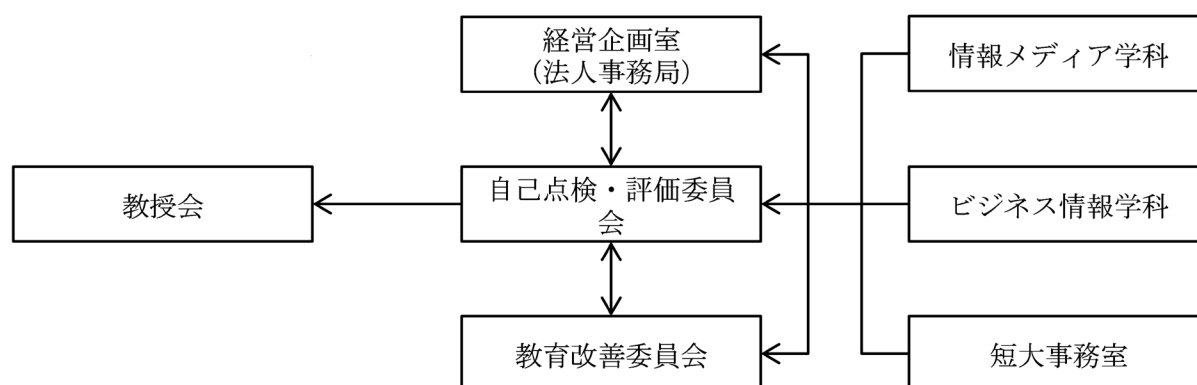 経営企画室
（法人事務局）
情報メディア学科
教授会
自己点検・評価委員
会
ビジネス情報学科
教育改善委員会
短大事務室